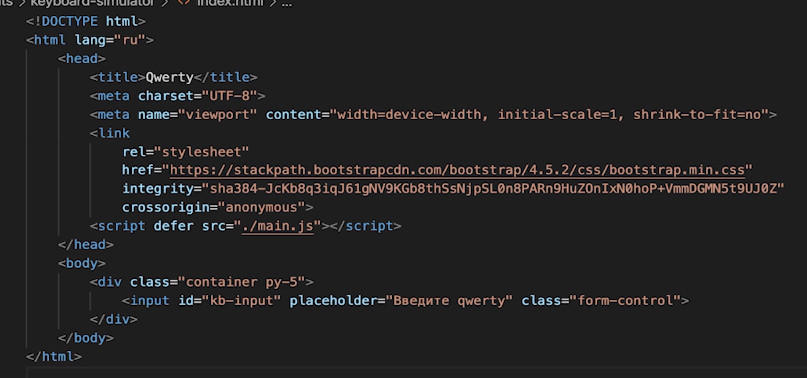 ts > keyboard-simulator > <> index.html > ...
<!DOCTYPE html>
<html lang="ru">
<head>
<title>Qwerty</title>
<meta charset="UTF-8">
<meta name="viewport" content="width=device-width, initial-scale=1, shrink-to-fit=no">
<link
rel="stylesheet"
href="https://stackpath.bootstrapcdn.com/bootstrap/4.5.2/css/bootstrap.min.css"
integrity="sha384-JcKb8q3iqJ61gNV9KGb8thSsNjpSL0n8PARn9HuZOnIxN0hoP+VmmDGMN5t9UJ0Z"
crossorigin="anonymous">
<script defer src="./main.js"></script>
</head>
<body>
<div class="container py-5">
<input id="kb-input" placeholder="Введите qwerty" class="form-control">
</div>
</body>
</html>